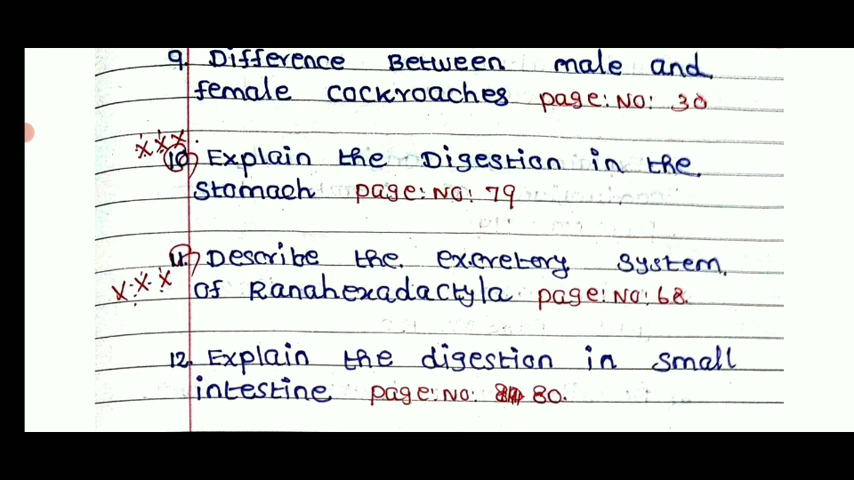 9. Difference Between male and
female cockroaches page: No: 30
xxx
10 Explain the Digestion in the
Stomach page: No: 79
11. Describe the excretory system
xxx
of Ranahexadactyla page: No: 68
12. Explain the digestion in small
intestine page: No: 80.